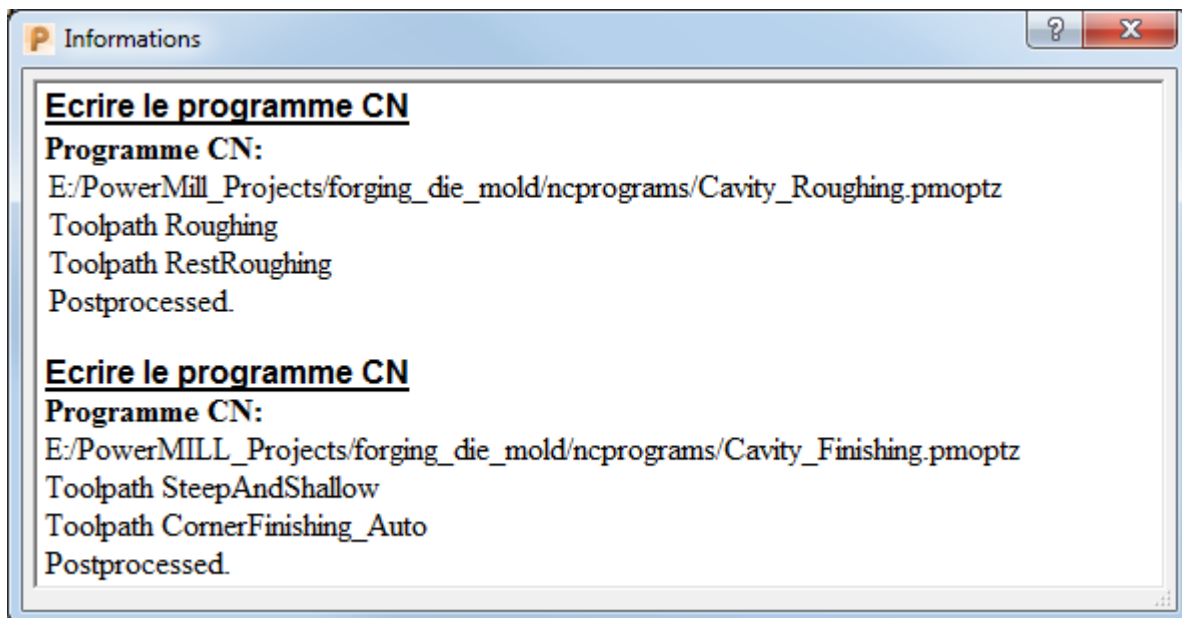 Informations
Ecrire le programme CN
Programme CN:
E:/PowerMill_Projects/forging_die_mold/ncprograms/Cavity_Roughing.pmoptz
Toolpath Roughing
Toolpath RestRoughing
Postprocessed.
Ecrire le programme CN
Programme CN:
E:/PowerMILL_Projects/forging_die_mold/ncprograms/Cavity_Finishing.pmoptz
Toolpath SteepAndShallow
Toolpath CornerFinishing_Auto
Postprocessed.